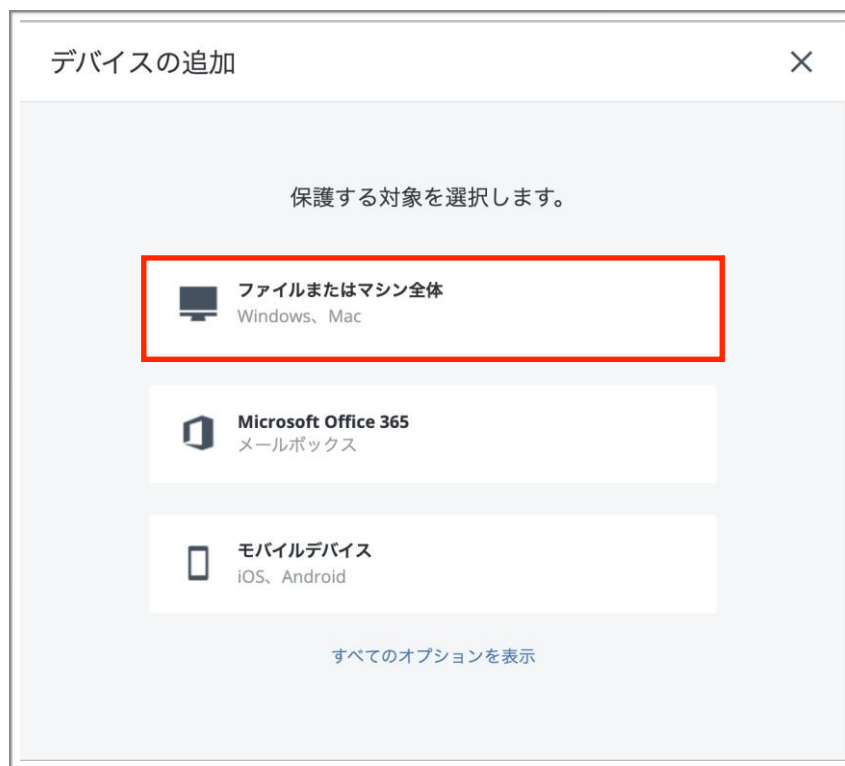 デバイスの追加
保護する対象を選択します。
ファイルまたはマシン全体
Windows、Mac
Microsoft Office 365
メールボックス
モバイルデバイス
iOS、Android
すべてのオプションを表示